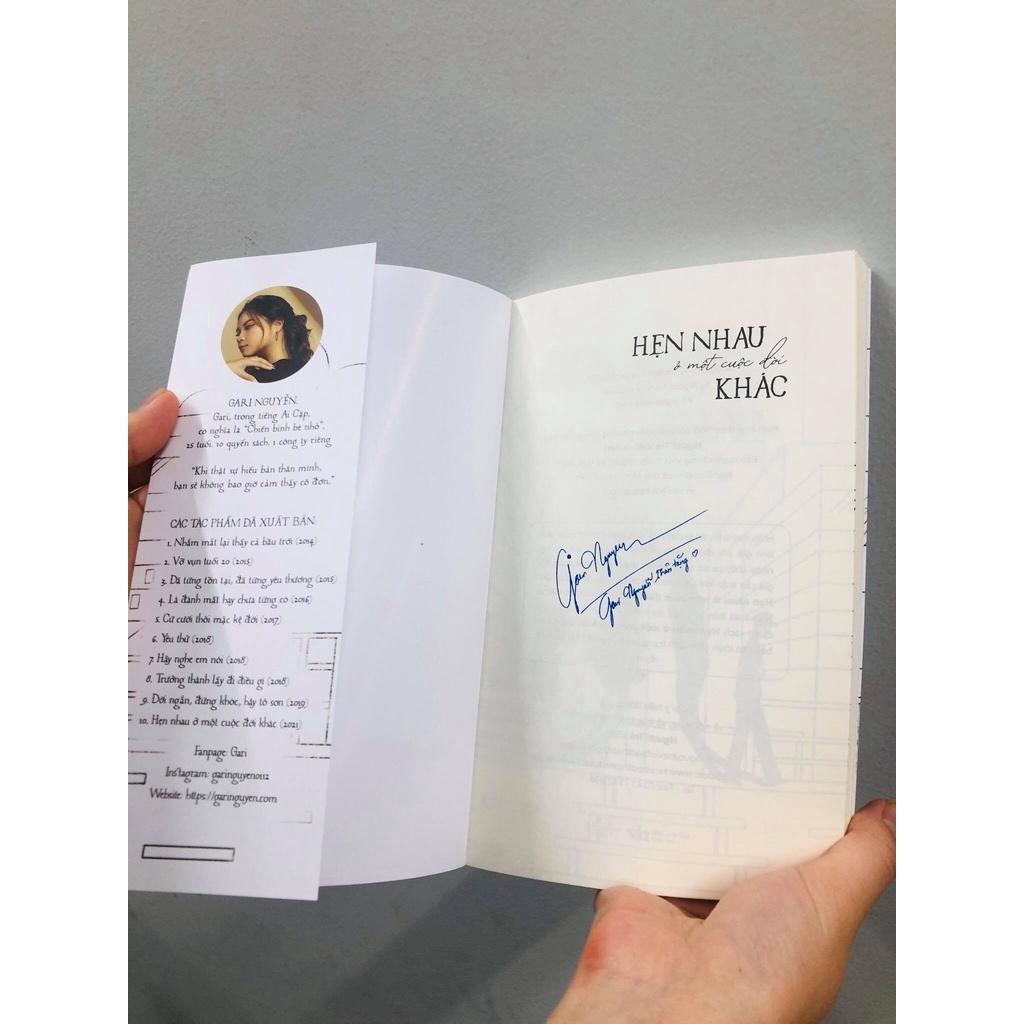 GARI NGUYỄN.
Gari, trong tiếng Ai Cập,
có nghĩa là "Chiến binh bé nhỏ".
25 tuổi, 10 quyển sách, 1 công ty riêng
"Khi thật sự hiểu bản thân mình,
bạn sẽ không bao giờ cảm thấy cô đơn."
CÁC TÁC PHẨM ĐÃ XUẤT BẢN:
1. Nhắm mắt lại thấy cả bầu trời (2014)
2. Vỡ vụn tuổi 20 (2015)
3. Đã từng tồn tại, đã từng yêu thương (2015)
4. Là đánh mất hay chưa từng có (2016)
5. Cứ cười thôi mặc kệ đời (2017)
6. Yêu thử (2018)
7. Hãy nghe em nói (2018)
8. Trưởng thành lấy đi điều gì (2018)
9. Đời ngắn, đừng khóc, hãy tô son (2019)
10. Hẹn nhau ở một cuộc đời khác (2021)
Fanpage: Gari
Instagram: garinguyen0112
Website: https://garinguyen.com
HẸN NHAU
ở một cuộc đời
KHÁC
Gari Nguyen
Gari Nguyễn thân tặng ♡